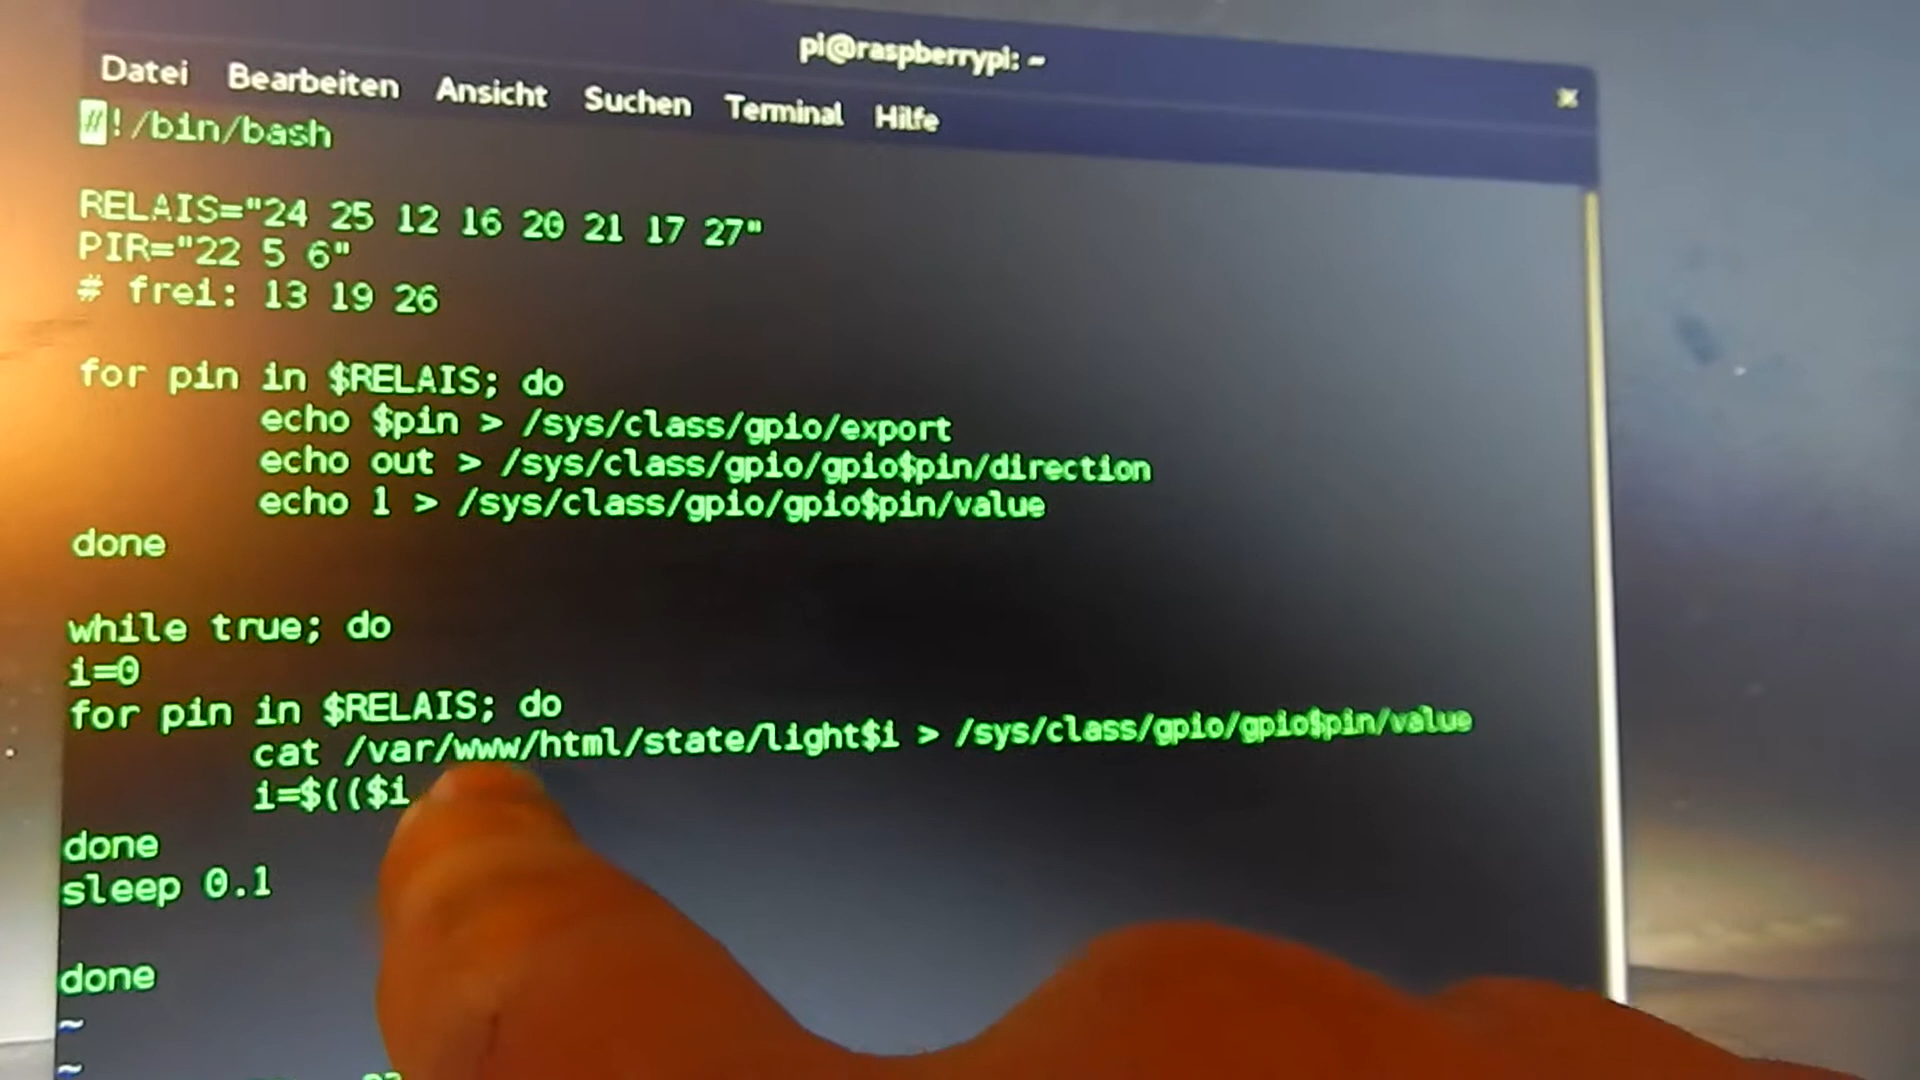 pi@raspberrypi: ~
Datei Bearbeiten Ansicht Suchen Terminal Hilfe
#!/bin/bash
RELAIS="24 25 12 16 20 21 17 27"
PIR="22 5 6"
# frei: 13 19 26
for pin in $RELAIS; do
echo $pin > /sys/class/gpio/export
echo out > /sys/class/gpio/gpio$pin/direction
echo 1 > /sys/class/gpio/gpio$pin/value
done
while true; do
i=0
for pin in $RELAIS; do
cat /var/www/html/state/light$i > /sys/class/gpio/gpio$pin/value
i=$(($i
done
sleep 0.1
done
~
~